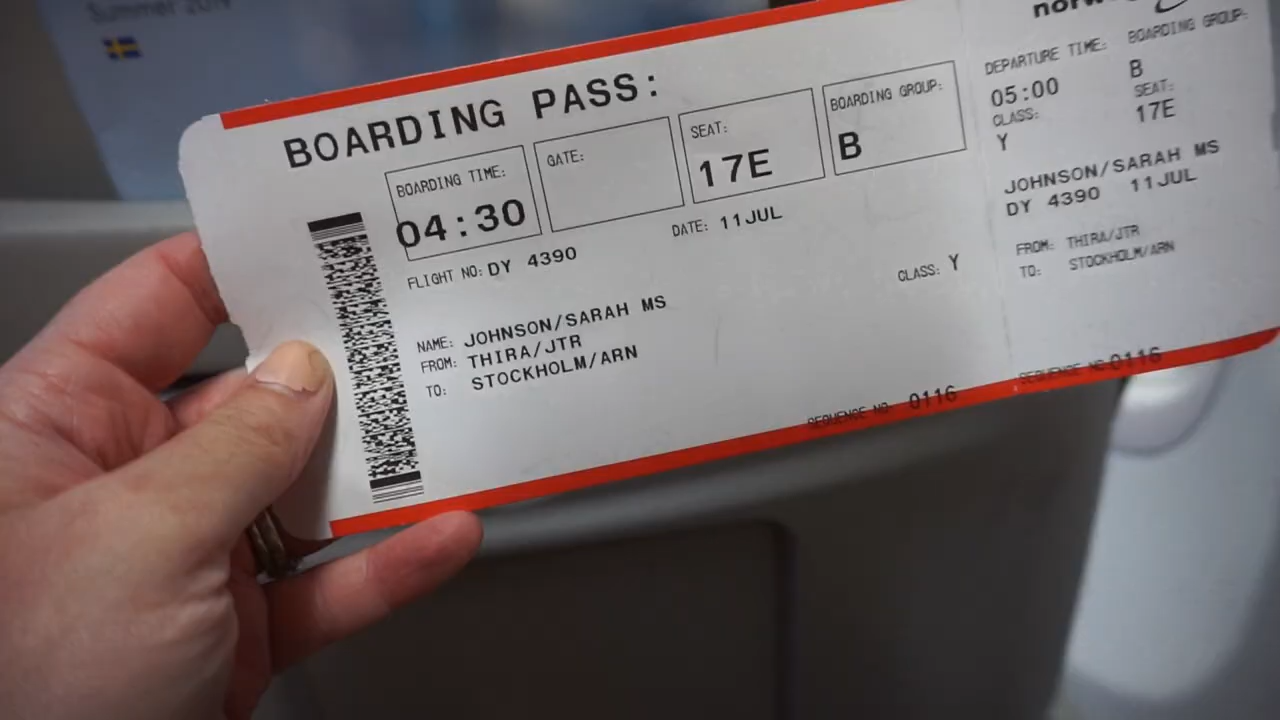 Summer 2019
BOARDING PASS:
BOARDING TIME:
04:30
GATE:
SEAT:
17E
BOARDING GROUP:
B
FLIGHT NO: DY 4390
DATE: 11JUL
CLASS: Y
NAME: JOHNSON/SARAH MS
FROM: THIRA/JTR
TO: STOCKHOLM/ARN
SEQUENCE NO 0116
DEPARTURE TIME:
05:00
BOARDING GROUP:
B
CLASS:
Y
SEAT:
17E
JOHNSON/SARAH MS
DY 4390 11JUL
FROM: THIRA/JTR
TO: STOCKHOLM/ARN
SEQUENCE NO 0116